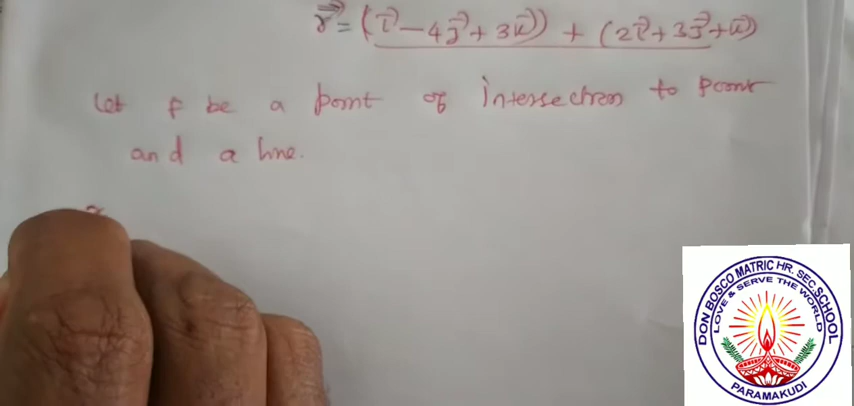 r⃗ = (i⃗ − 4j⃗ + 3k⃗) + (2i⃗ + 3j⃗ + k⃗)
Let F be a point of intersection to point
and a line.
DON BOSCO MATRIC HR. SEC. SCHOOL
LOVE & SERVE THE WORLD
PARAMAKUDI